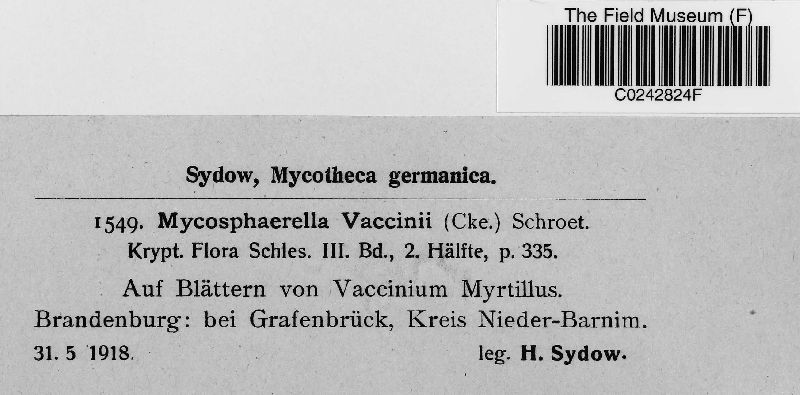 The Field Museum (F)
C0242824F
Sydow, Mycotheca germanica.
1549. Mycosphaerella Vaccinii (Cke.) Schroet.
Krypt. Flora Schles. III. Bd., 2. Hälfte, p. 335.
Auf Blättern von Vaccinium Myrtillus.
Brandenburg: bei Grafenbrück, Kreis Nieder-Barnim.
31. 5 1918. leg. H. Sydow.